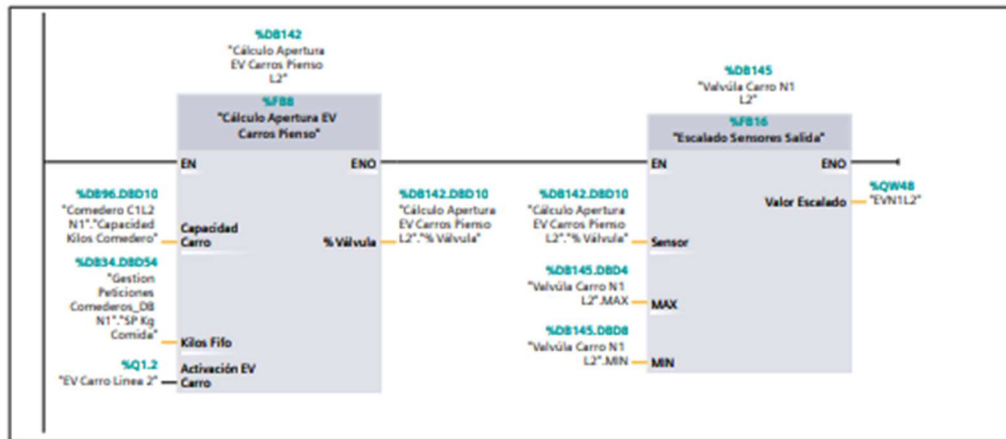 %DB142
"Cálculo Apertura
EV Carros Pienso
L2"
%FB8
"Cálculo Apertura EV
Carros Pienso"
EN
ENO
%DB96.DBD10
"Comedero C1L2
N1"."Capacidad
Kilos Comedero"
Capacidad
Carro
%DB34.DBD54
"Gestion
Peticiones
Comederos_DB
N1"."SP Kg
Comida"
Kilos Fifo
%Q1.2
"EV Carro Linea 2"
Activación EV
Carro
% Válvula
%DB142.DBD10
"Cálculo Apertura
EV Carros Pienso
L2"."% Válvula"
%DB145
"Valvúla Carro N1
L2"
%FB16
"Escalado Sensores Salida"
EN
ENO
%DB142.DBD10
"Cálculo Apertura
EV Carros Pienso
L2"."% Válvula"
Sensor
%DB145.DBD4
"Valvúla Carro N1
L2".MAX
MAX
%DB145.DBD8
"Valvúla Carro N1
L2".MIN
MIN
Valor Escalado
%QW48
"EVN1L2"